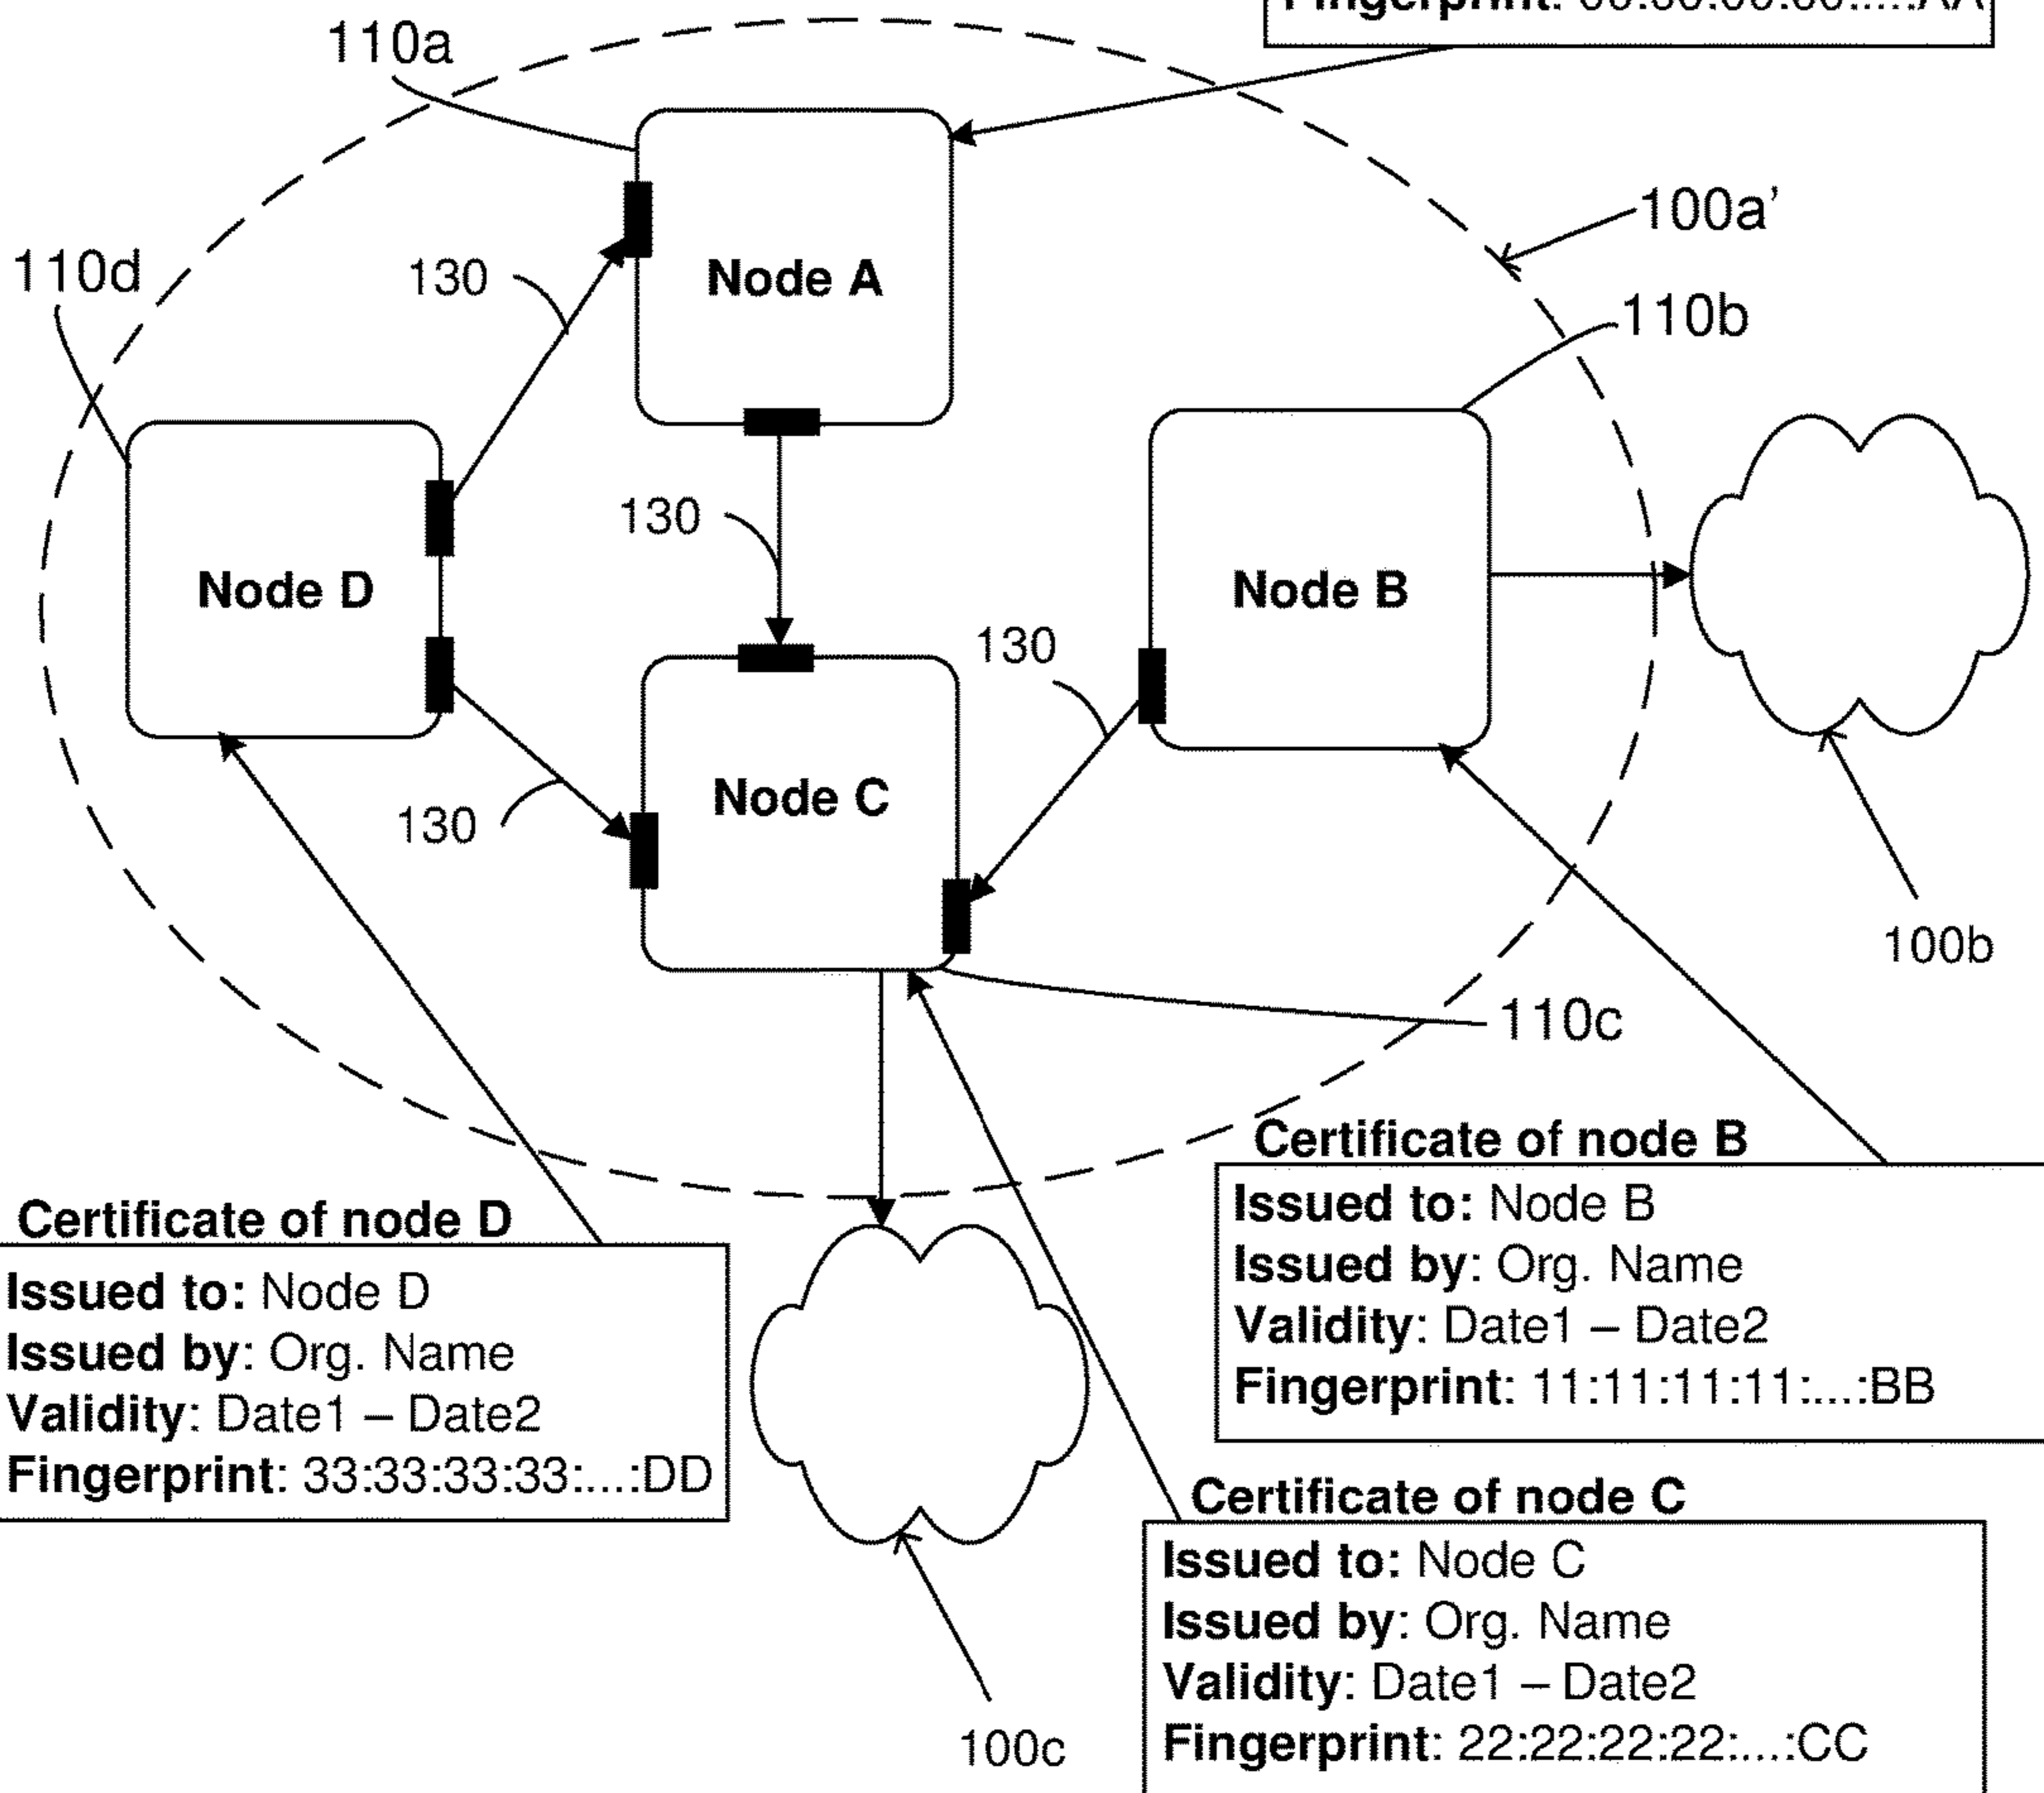 110a
100a'
110d
130
Node A
110b
130
Node D
Node B
130
Node C
130
100b
110c
Certificate of node B
Issued to: Node B
Issued by: Org. Name
Validity: Date1 – Date2
Fingerprint: 11:11:11:11:...:BB
Certificate of node D
Issued to: Node D
Issued by: Org. Name
Validity: Date1 – Date2
Fingerprint: 33:33:33:33:...:DD
Certificate of node C
Issued to: Node C
Issued by: Org. Name
Validity: Date1 – Date2
Fingerprint: 22:22:22:22:...:CC
100c